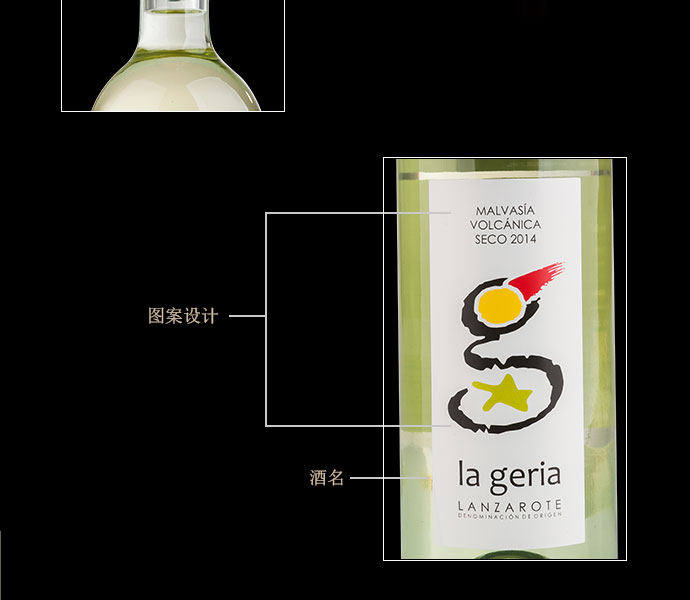 MALVASÍA
VOLCÁNICA
SECO 2014
图案设计
酒名
la geria
LANZAROTE
DENOMINACIÓN DE ORIGEN